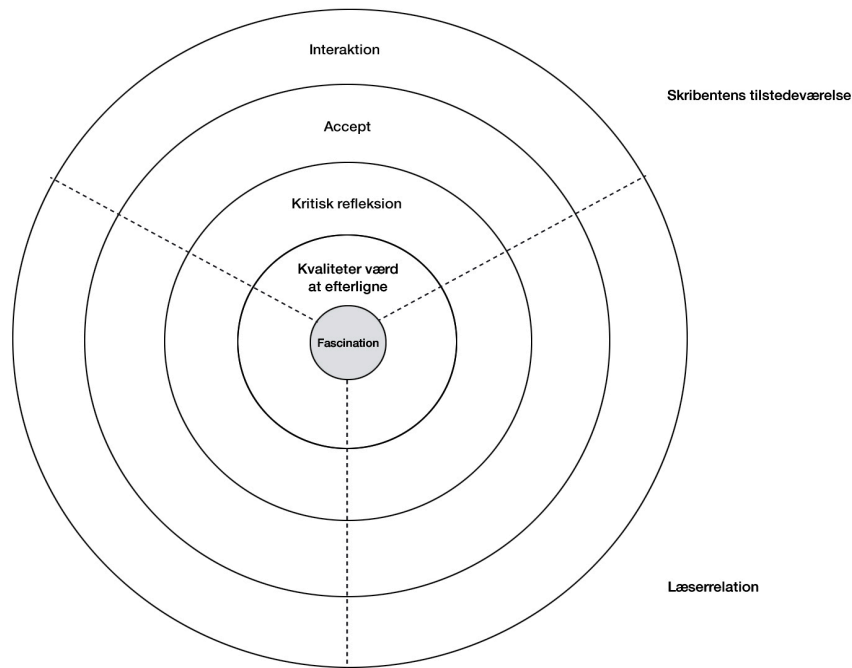 Interaktion
Skribentens tilstedeværelse
Accept
Kritisk refleksion
Kvaliteter værd
at efterligne
Fascination
Læserrelation